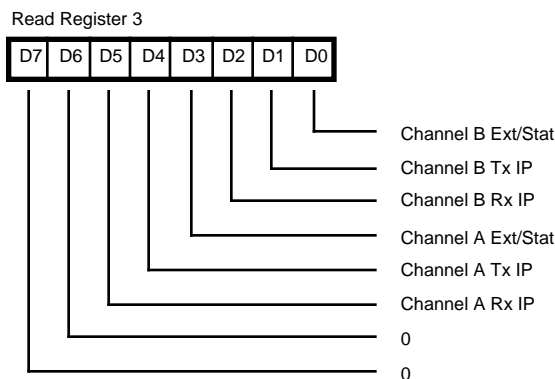 Read Register 3
D7 D6 D5 D4 D3 D2 D1 D0
Channel B Ext/Stat
Channel B Tx IP
Channel B Rx IP
Channel A Ext/Stat
Channel A Tx IP
Channel A Rx IP
0
0